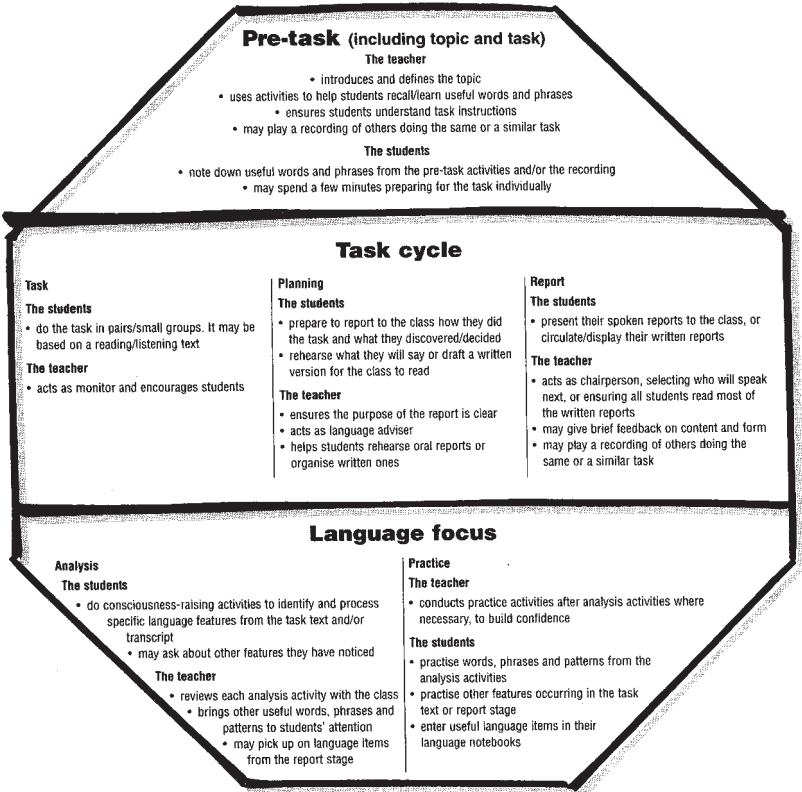 Pre-task (including topic and task)
The teacher
• introduces and defines the topic
• uses activities to help students recall/learn useful words and phrases
• ensures students understand task instructions
• may play a recording of others doing the same or a similar task
The students
• note down useful words and phrases from the pre-task activities and/or the recording
• may spend a few minutes preparing for the task individually
Task cycle
Task
The students
• do the task in pairs/small groups. It may be
based on a reading/listening text
The teacher
• acts as monitor and encourages students
Planning
The students
• prepare to report to the class how they did
the task and what they discovered/decided
• rehearse what they will say or draft a written
version for the class to read
The teacher
• ensures the purpose of the report is clear
• acts as language adviser
• helps students rehearse oral reports or
organise written ones
Report
The students
• present their spoken reports to the class, or
circulate/display their written reports
The teacher
• acts as chairperson, selecting who will speak
next, or ensuring all students read most of
the written reports
• may give brief feedback on content and form
• may play a recording of others doing the
same or a similar task
Language focus
Analysis
The students
• do consciousness-raising activities to identify and process
specific language features from the task text and/or
transcript
• may ask about other features they have noticed
The teacher
• reviews each analysis activity with the class
• brings other useful words, phrases and
patterns to students' attention
• may pick up on language items
from the report stage
Practice
The teacher
• conducts practice activities after analysis activities where
necessary, to build confidence
The students
• practise words, phrases and patterns from the
analysis activities
• practise other features occurring in the task
text or report stage
• enter useful language items in their
language notebooks